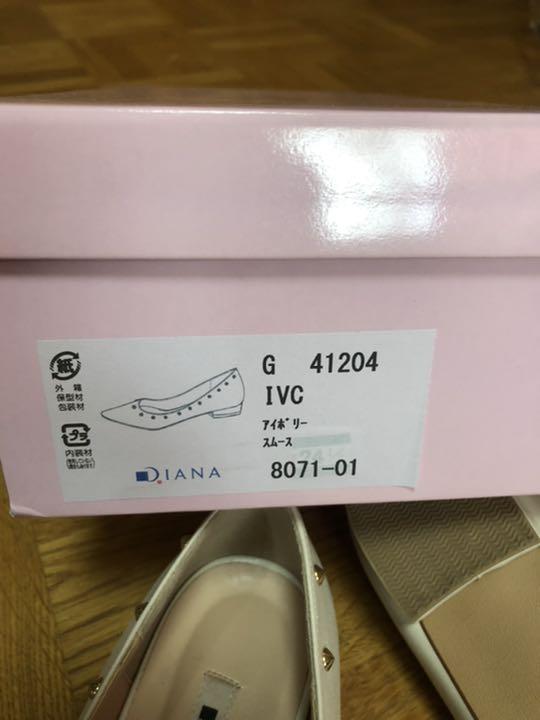 紙
外箱
保型材
包装材
プラ
内装材
DIANA
G 41204
IVC
アイボリー
スムース
8071-01